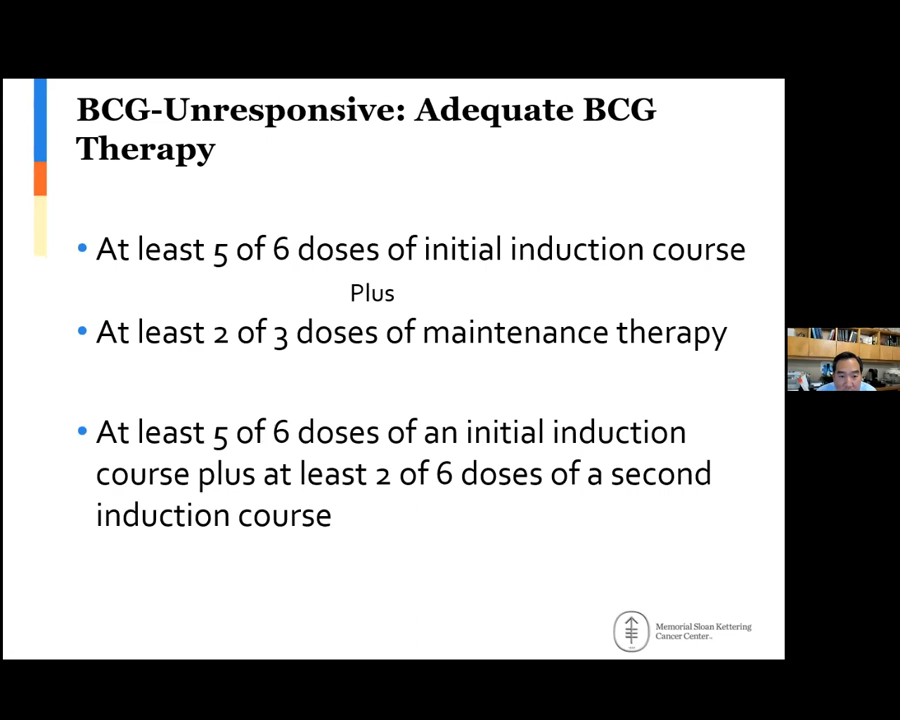 BCG-Unresponsive: Adequate BCG
Therapy
• At least 5 of 6 doses of initial induction course
Plus
• At least 2 of 3 doses of maintenance therapy
• At least 5 of 6 doses of an initial induction
course plus at least 2 of 6 doses of a second
induction course
Memorial Sloan Kettering
Cancer Center